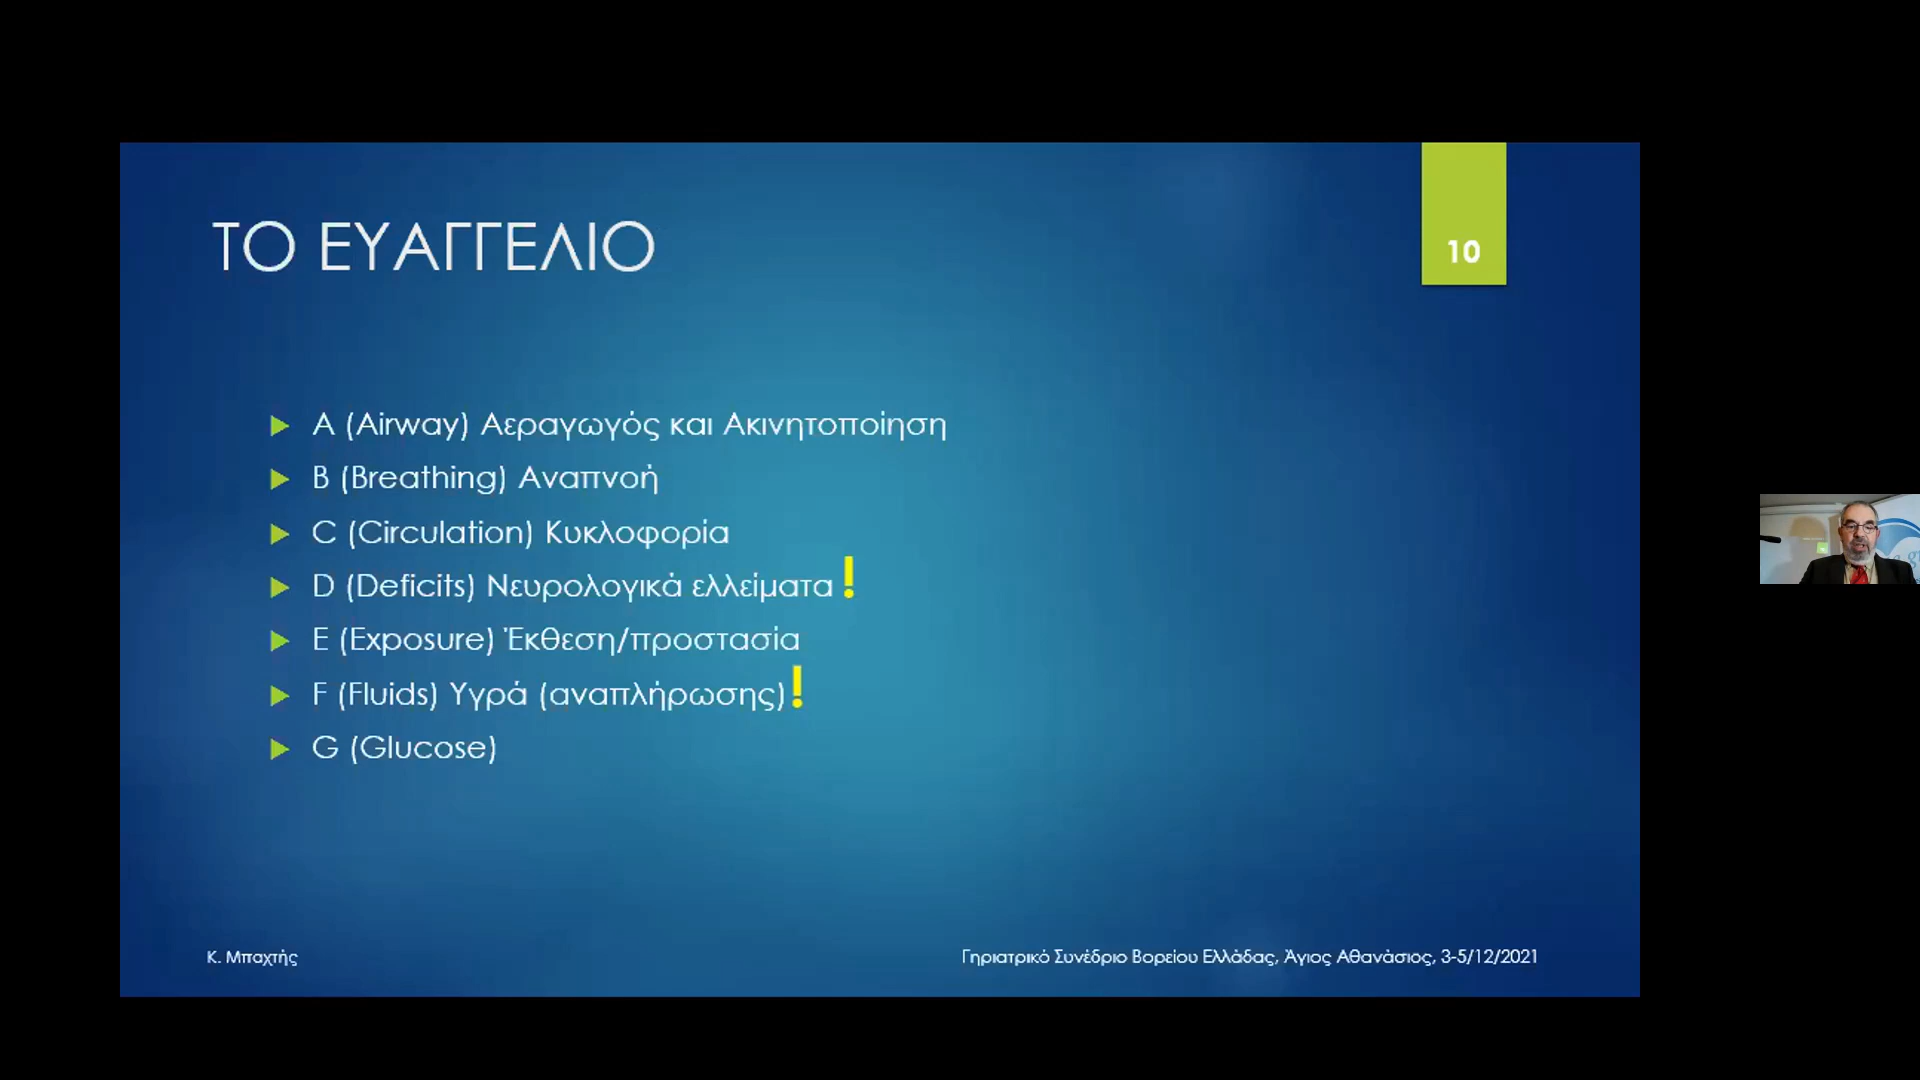 ΤΟ ΕΥΑΓΓΕΛΙΟ
10
A (Airway) Αεραγωγός και Ακινητοποίηση
B (Breathing) Αναπνοή
C (Circulation) Κυκλοφορία
D (Deficits) Νευρολογικά ελλείματα !
E (Exposure) Έκθεση/προστασία
F (Fluids) Υγρά (αναπλήρωσης) !
G (Glucose)
Κ. Μπαχτής
Γηριατρικό Συνέδριο Βορείου Ελλάδας, Άγιος Αθανάσιος, 3-5/12/2021